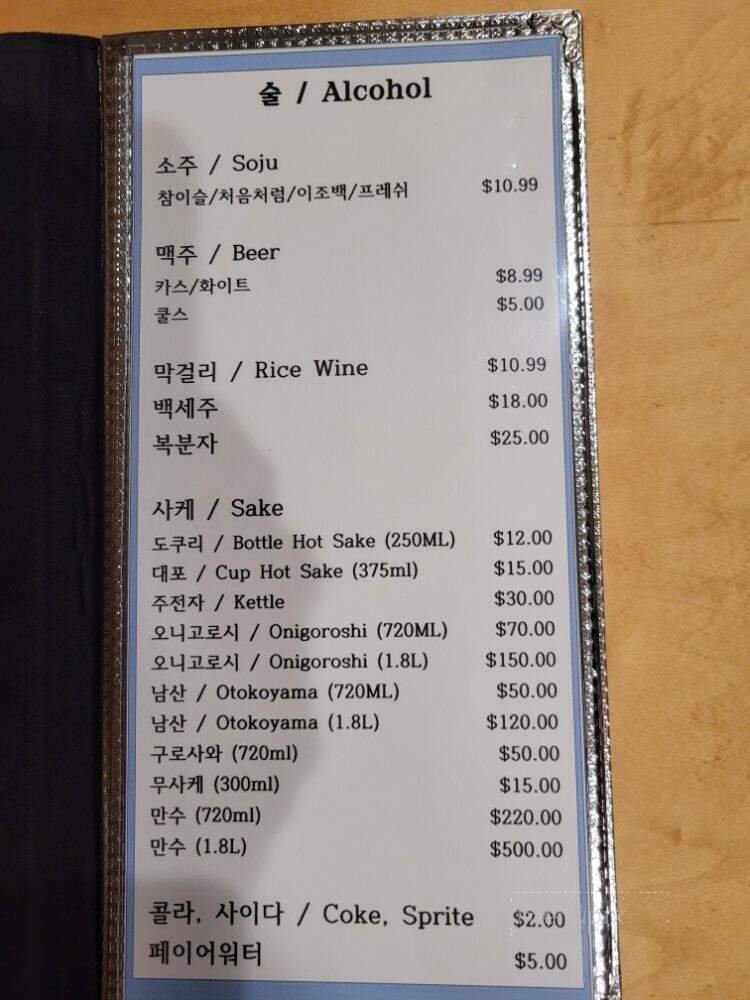 술 / Alcohol
소주 / Soju
참이슬/처음처럼/이조백/프레쉬 $10.99
맥주 / Beer
카스/화이트 $8.99
쿨스 $5.00
막걸리 / Rice Wine $10.99
백세주 $18.00
복분자 $25.00
사케 / Sake
도쿠리 / Bottle Hot Sake (250ML) $12.00
대포 / Cup Hot Sake (375ml) $15.00
주전자 / Kettle $30.00
오니고로시 / Onigoroshi (720ML) $70.00
오니고로시 / Onigoroshi (1.8L) $150.00
남산 / Otokoyama (720ML) $50.00
남산 / Otokoyama (1.8L) $120.00
구로사와 (720ml) $50.00
무사케 (300ml) $15.00
만수 (720ml) $220.00
만수 (1.8L) $500.00
콜라, 사이다 / Coke, Sprite $2.00
페이어워터 $5.00